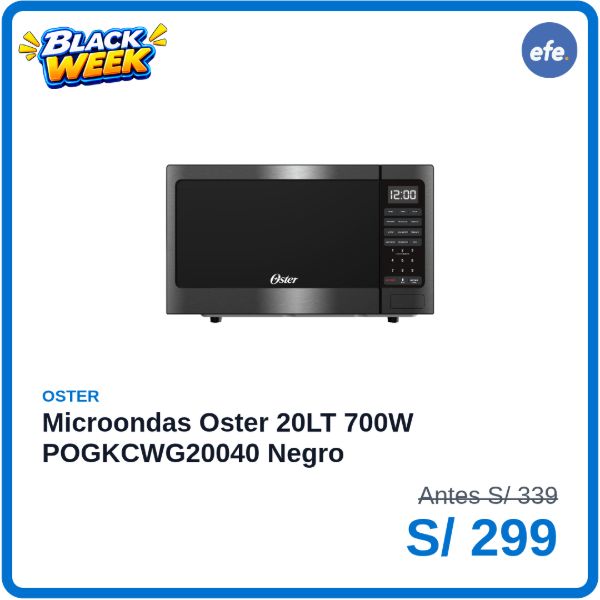 BLACK
WEEK
efe.
12:00
Oster
OSTER
Microondas Oster 20LT 700W
POGKCWG20040 Negro
Antes S/ 339
S/ 299